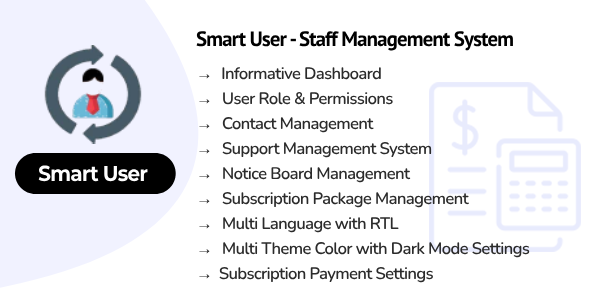 Smart User - Staff Management System
→ Informative Dashboard
→ User Role & Permissions
→ Contact Management
→ Support Management System
→ Notice Board Management
→ Subscription Package Management
→ Multi Language with RTL
→ Multi Theme Color with Dark Mode Settings
→ Subscription Payment Settings
Smart User
$